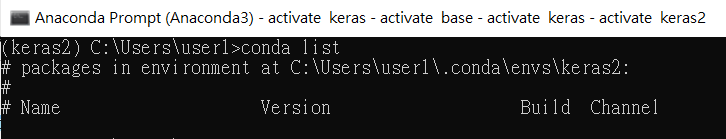 Anaconda Prompt (Anaconda3) - activate keras - activate base - activate keras - activate keras2
(keras2) C:\Users\user1>conda list
# packages in environment at C:\Users\user1\.conda\envs\keras2:
#
# Name Version Build Channel